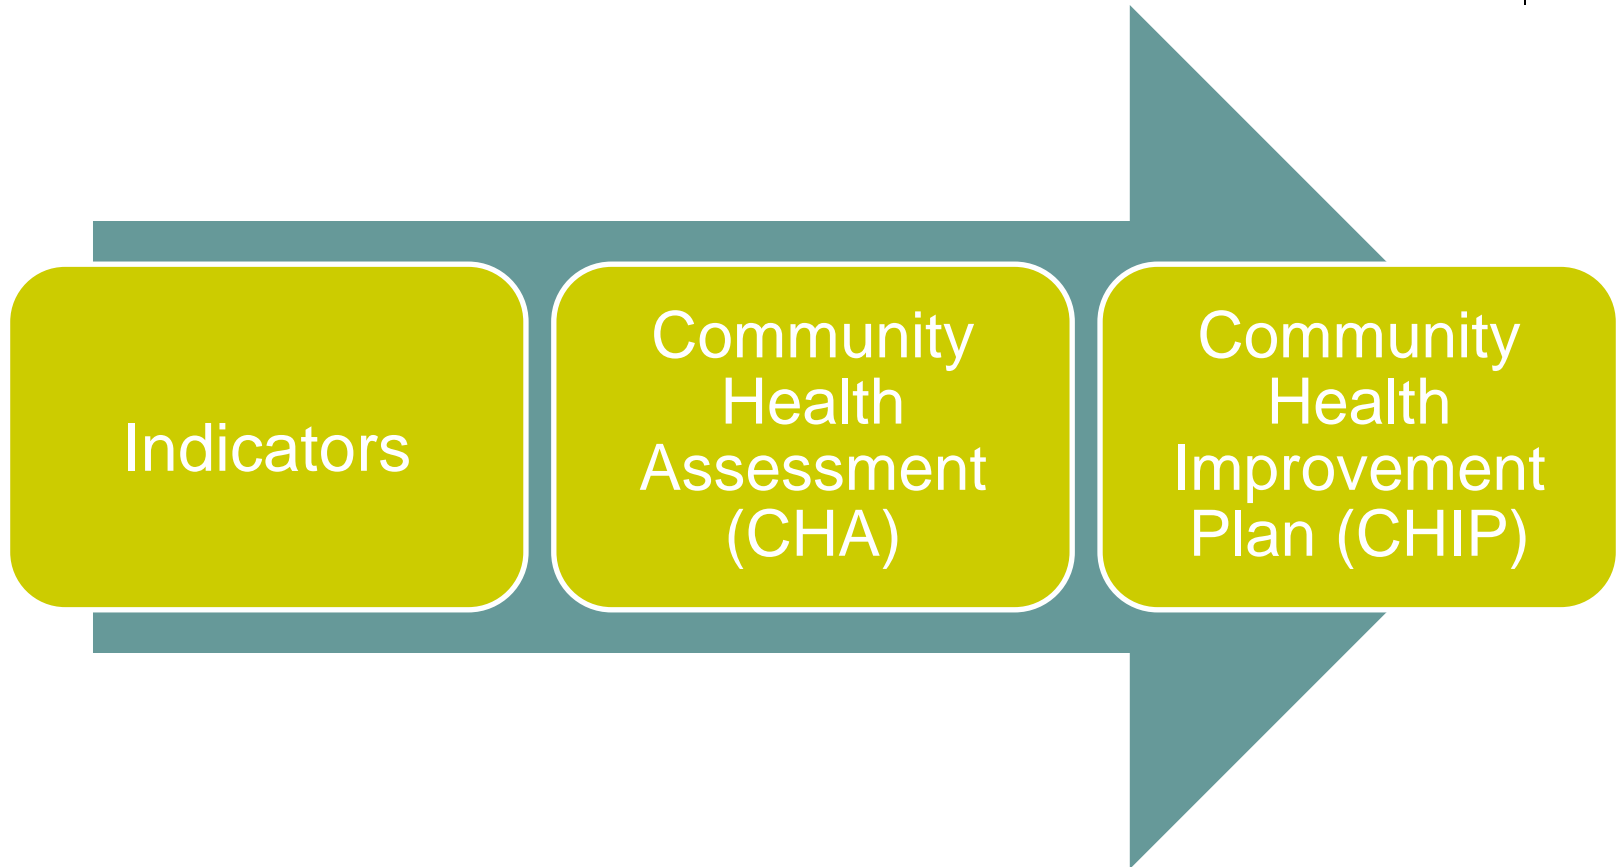 Indicators
Community
Health
Assessment
(CHA)
Community
Health
Improvement
Plan (CHIP)